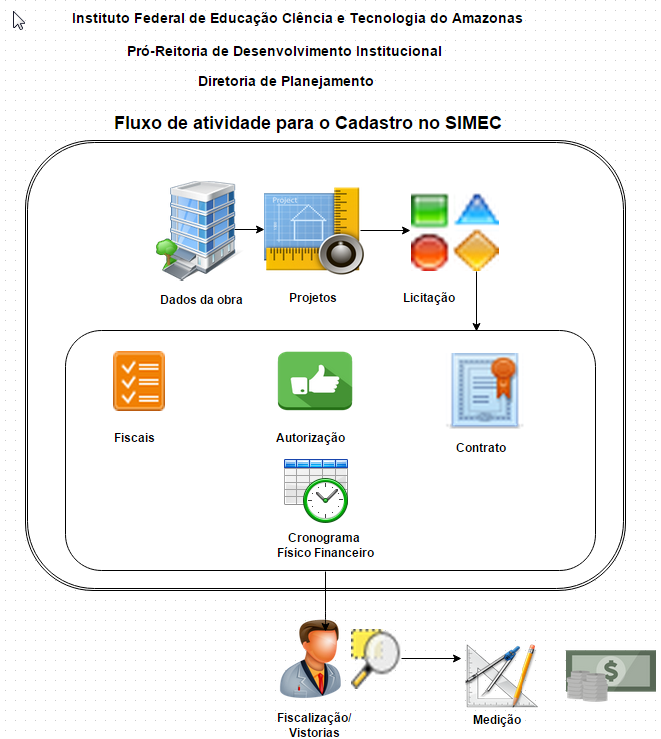 Instituto Federal de Educação CIência e Tecnologia do Amazonas
Pró-Reitoria de Desenvolvimento Institucional
Diretoria de Planejamento
Fluxo de atividade para o Cadastro no SIMEC
Project
Dados da obra
Projetos
Licitação
Fiscais
Autorização
Contrato
Cronograma
Físico Financeiro
Fiscalização/
Vistorias
Medição
$